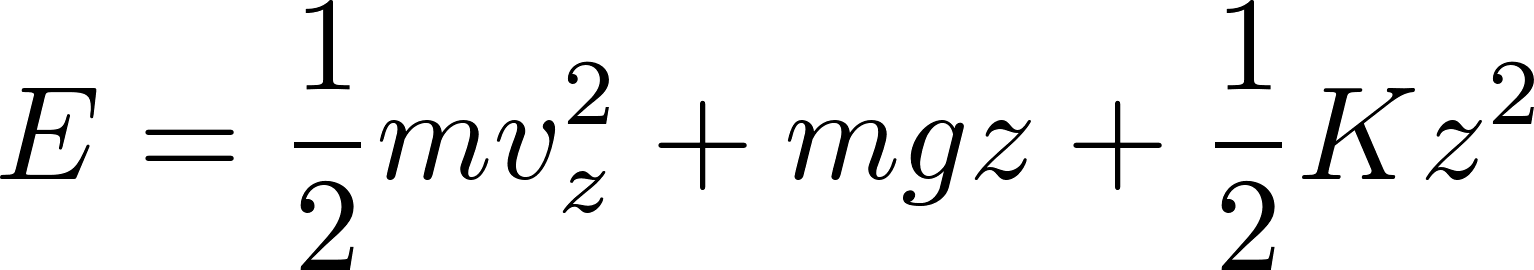 E = \frac{1}{2}mv_z^2 + mgz + \frac{1}{2}Kz^2